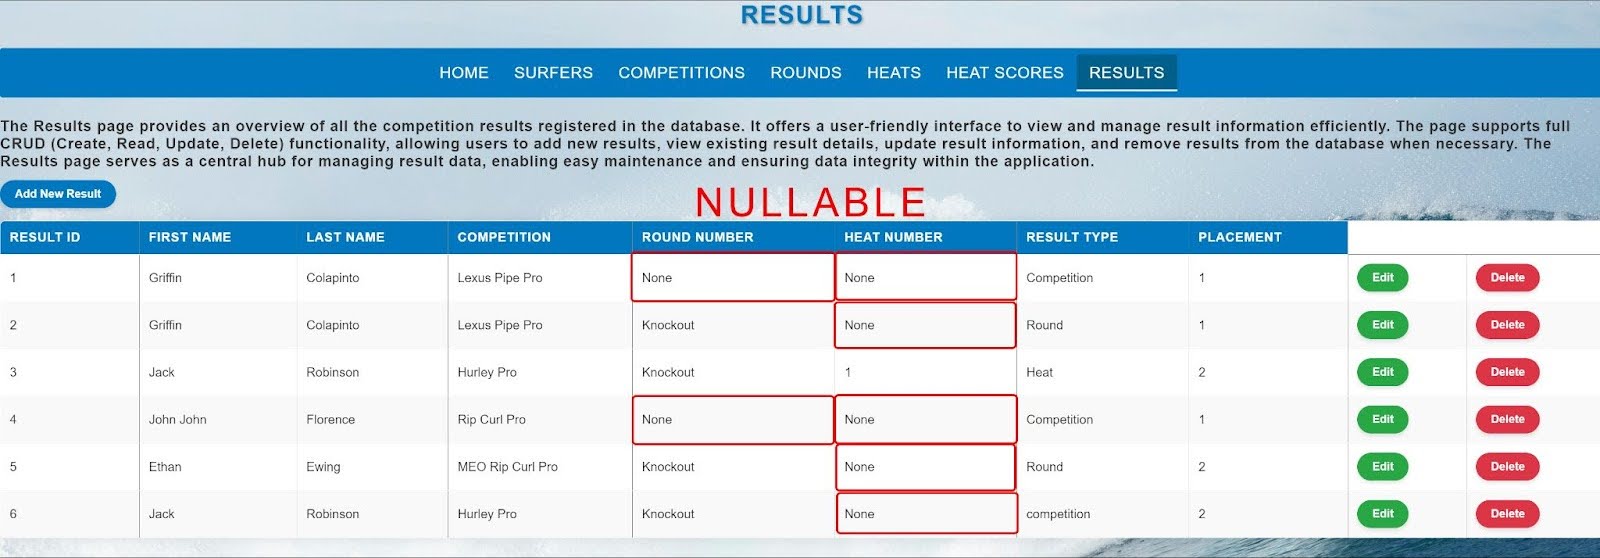 RESULTS
HOME SURFERS COMPETITIONS ROUNDS HEATS HEAT SCORES RESULTS
The Results page provides an overview of all the competition results registered in the database. It offers a user-friendly interface to view and manage result information efficiently. The page supports full
CRUD (Create, Read, Update, Delete) functionality, allowing users to add new results, view existing result details, update result information, and remove results from the database when necessary. The
Results page serves as a central hub for managing result data, enabling easy maintenance and ensuring data integrity within the application.
Add New Result
NULLABLE
RESULT ID FIRST NAME LAST NAME COMPETITION ROUND NUMBER HEAT NUMBER RESULT TYPE PLACEMENT
1 Griffin Colapinto Lexus Pipe Pro None None Competition 1 Edit Delete
2 Griffin Colapinto Lexus Pipe Pro Knockout None Round 1 Edit Delete
3 Jack Robinson Hurley Pro Knockout 1 Heat 2 Edit Delete
4 John John Florence Rip Curl Pro None None Competition 1 Edit Delete
5 Ethan Ewing MEO Rip Curl Pro Knockout None Round 2 Edit Delete
6 Jack Robinson Hurley Pro Knockout None competition 2 Edit Delete